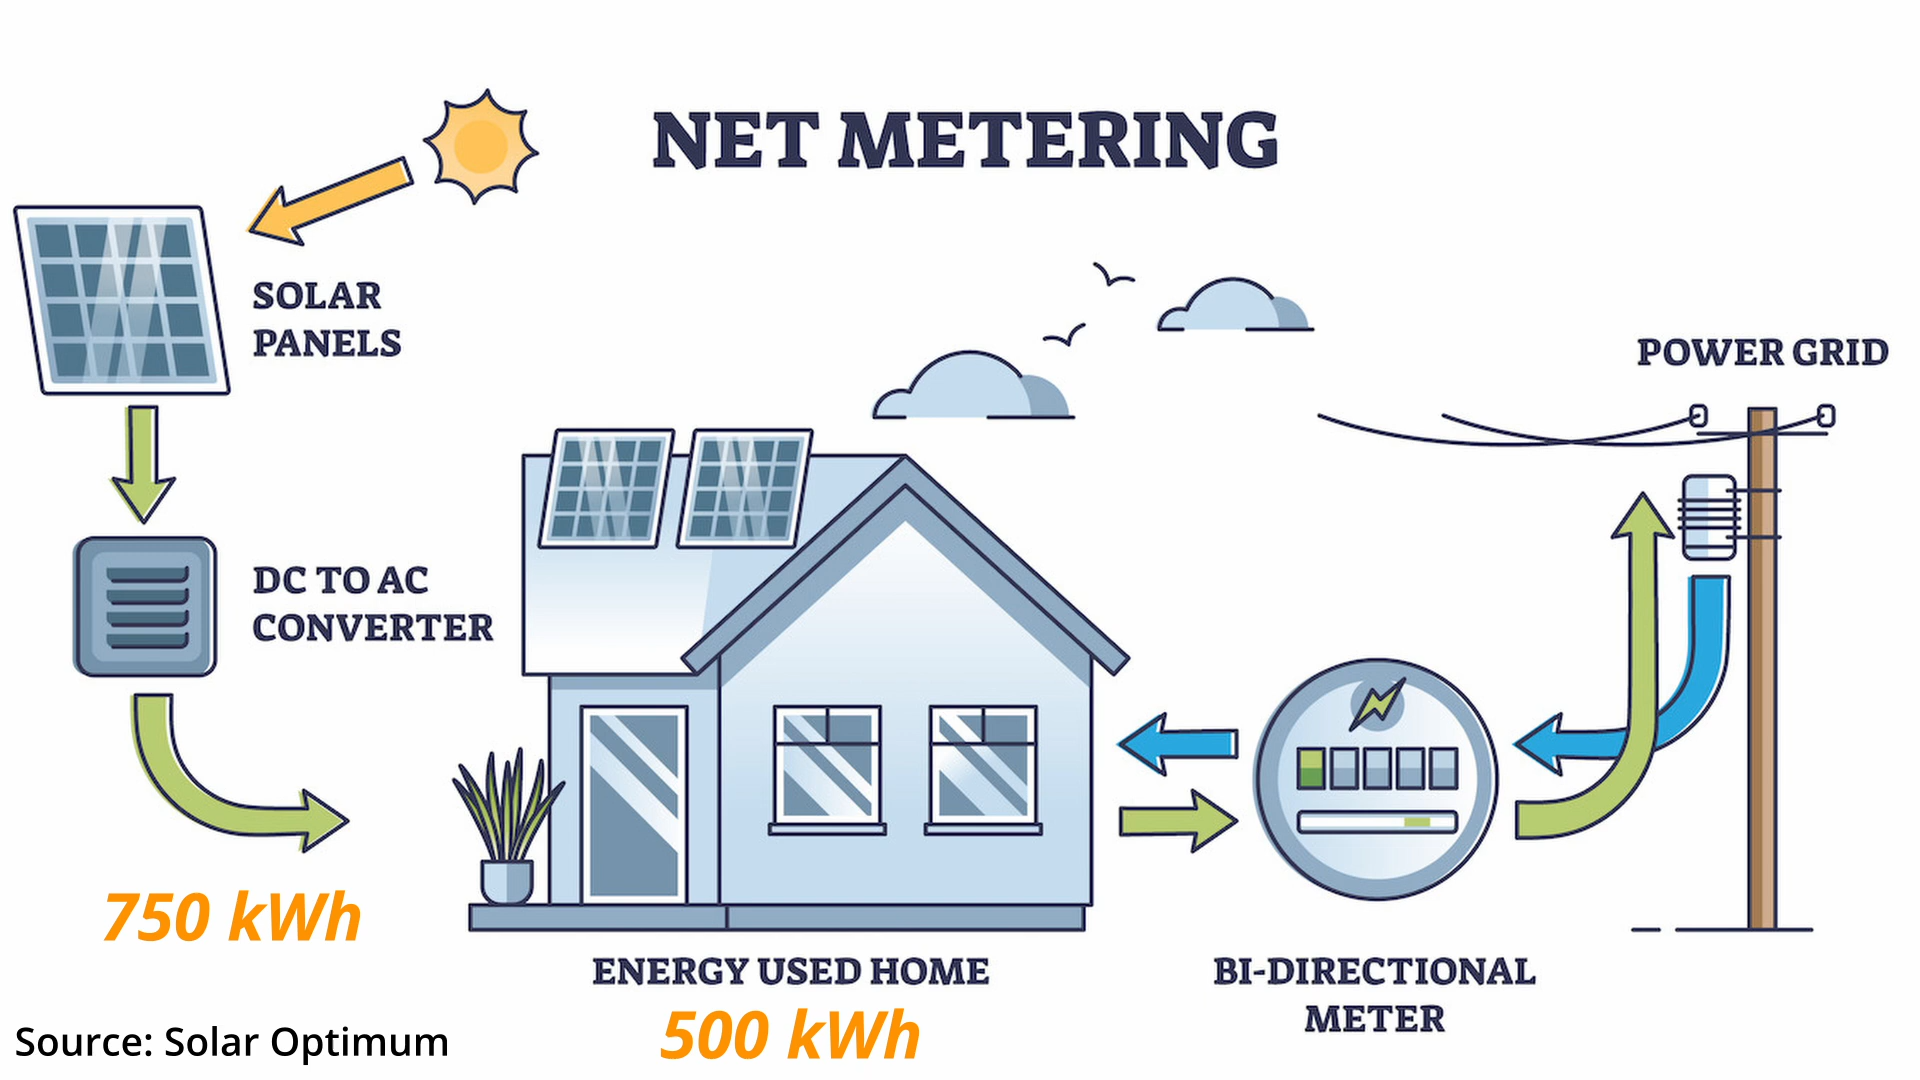 NET METERING
SOLAR
PANELS
POWER GRID
DC TO AC
CONVERTER
750 kWh
ENERGY USED HOME
500 kWh
BI-DIRECTIONAL
METER
Source: Solar Optimum